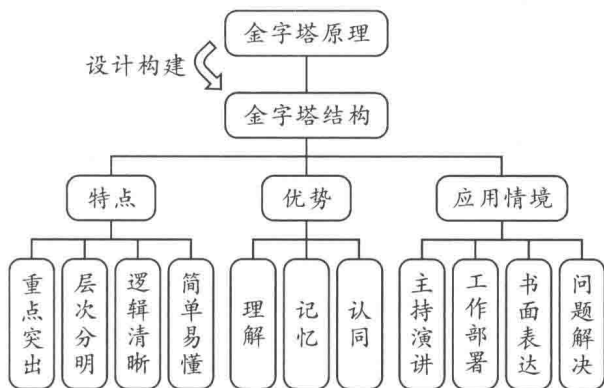 金字塔原理
设计构建
金字塔结构
特点
优势
应用情境
重点突出
层次分明
逻辑清晰
简单易懂
理解
记忆
认同
主持演讲
工作部署
书面表达
问题解决